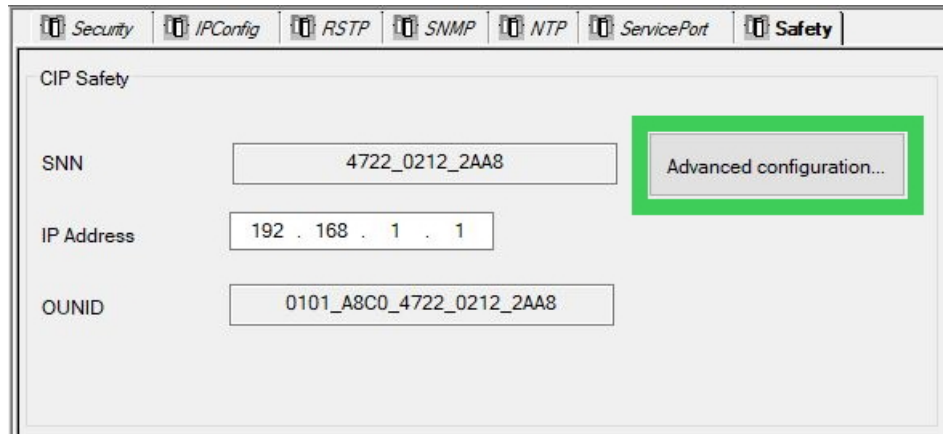 Security IPConfig RSTP SNMP NTP ServicePort Safety
CIP Safety
SNN 4722_0212_2AA8 Advanced configuration...
IP Address 192 . 168 . 1 . 1
OUNID 0101_A8C0_4722_0212_2AA8